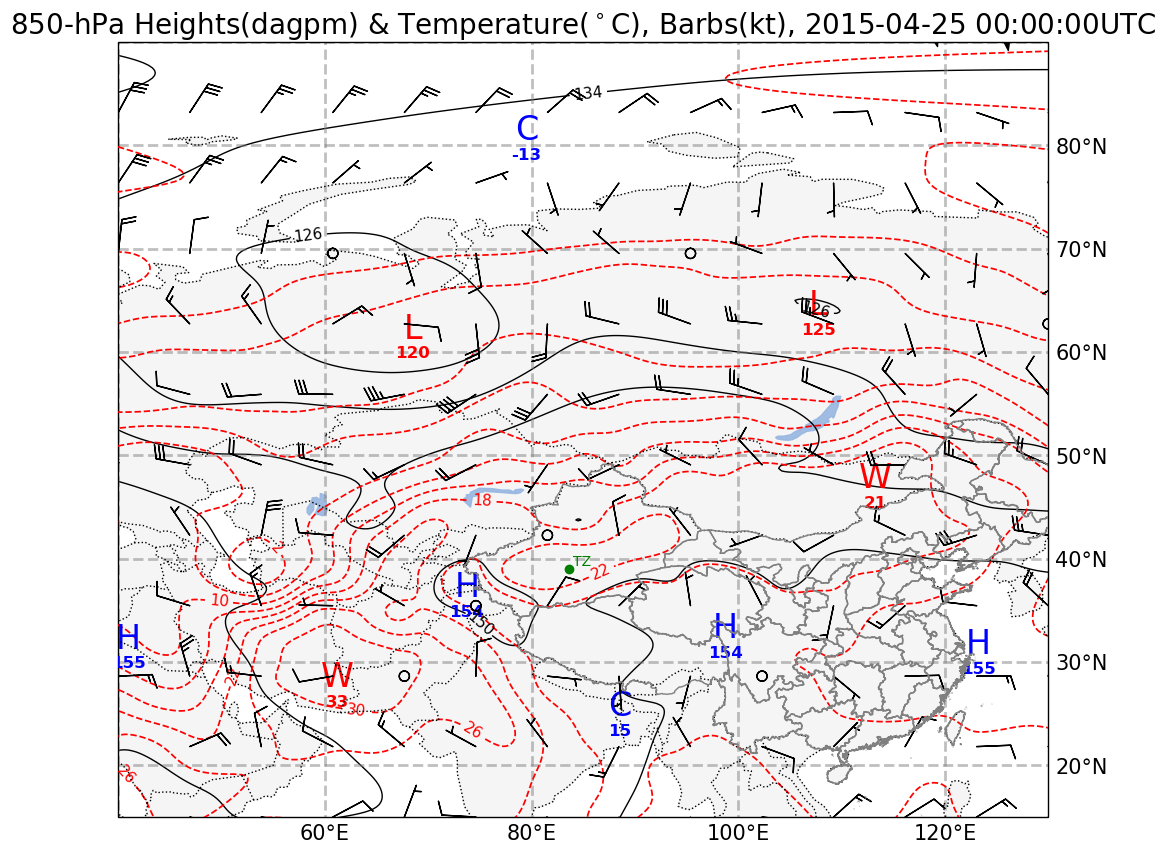 850-hPa Heights(dagpm) & Temperature(°C), Barbs(kt), 2015-04-25 00:00:00UTC
134
C
-13
80°N
126
70°N
L
120
L
126
125
60°N
50°N
W
21
18
2
TZ
22
40°N
10
H
154
150
H
155
H
154
H
155
30°N
22
W
33
30
C
15
26
26
20°N
60°E
80°E
100°E
120°E